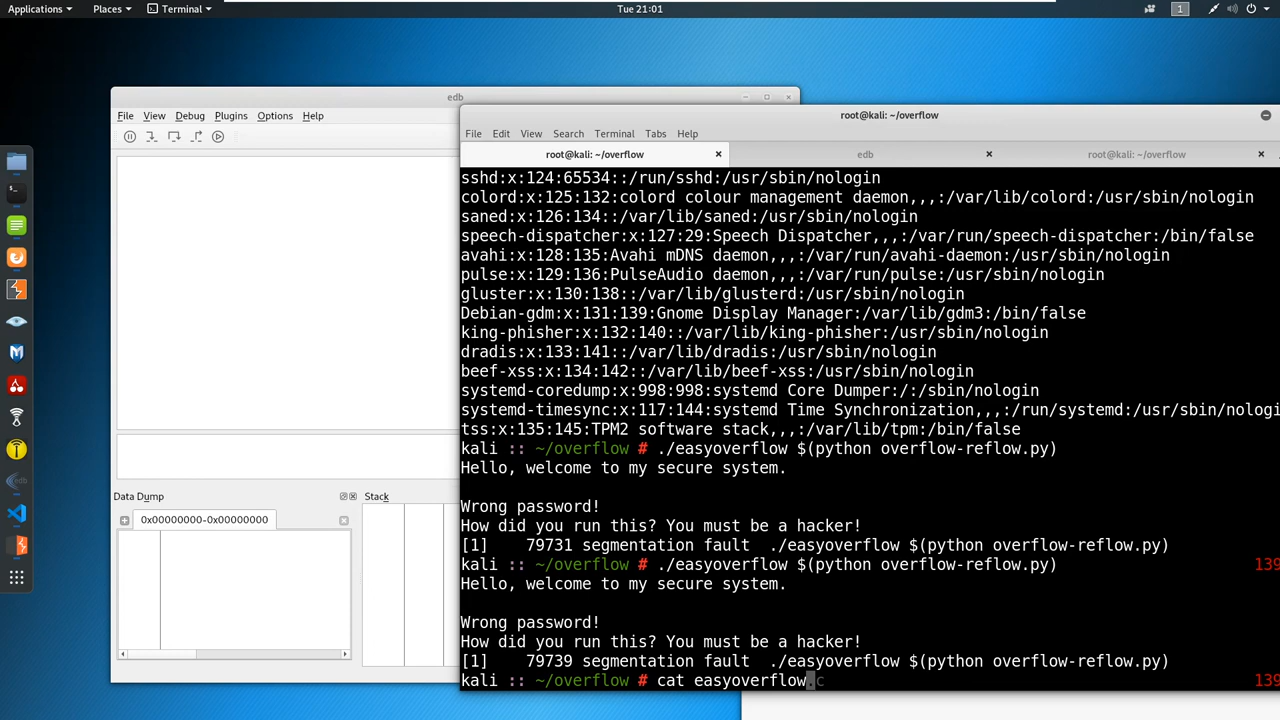 Applications Places Terminal Tue 21:01 1
edb
File View Debug Plugins Options Help
Data Dump
0x00000000-0x00000000
Stack
root@kali: ~/overflow
File Edit View Search Terminal Tabs Help
root@kali: ~/overflow edb root@kali: ~/overflow
sshd:x:124:65534::/run/sshd:/usr/sbin/nologin
colord:x:125:132:colord colour management daemon,,,:/var/lib/colord:/usr/sbin/nologin
saned:x:126:134::/var/lib/saned:/usr/sbin/nologin
speech-dispatcher:x:127:29:Speech Dispatcher,,,:/var/run/speech-dispatcher:/bin/false
avahi:x:128:135:Avahi mDNS daemon,,,:/var/run/avahi-daemon:/usr/sbin/nologin
pulse:x:129:136:PulseAudio daemon,,,:/var/run/pulse:/usr/sbin/nologin
gluster:x:130:138::/var/lib/glusterd:/usr/sbin/nologin
Debian-gdm:x:131:139:Gnome Display Manager:/var/lib/gdm3:/bin/false
king-phisher:x:132:140::/var/lib/king-phisher:/usr/sbin/nologin
dradis:x:133:141::/var/lib/dradis:/usr/sbin/nologin
beef-xss:x:134:142::/var/lib/beef-xss:/usr/sbin/nologin
systemd-coredump:x:998:998:systemd Core Dumper:/:/sbin/nologin
systemd-timesync:x:117:144:systemd Time Synchronization,,,:/run/systemd:/usr/sbin/nologi
tss:x:135:145:TPM2 software stack,,,:/var/lib/tpm:/bin/false
kali :: ~/overflow # ./easyoverflow $(python overflow-reflow.py)
Hello, welcome to my secure system.
Wrong password!
How did you run this? You must be a hacker!
[1] 79731 segmentation fault ./easyoverflow $(python overflow-reflow.py)
kali :: ~/overflow # ./easyoverflow $(python overflow-reflow.py) 139
Hello, welcome to my secure system.
Wrong password!
How did you run this? You must be a hacker!
[1] 79739 segmentation fault ./easyoverflow $(python overflow-reflow.py)
kali :: ~/overflow # cat easyoverflow.c 139